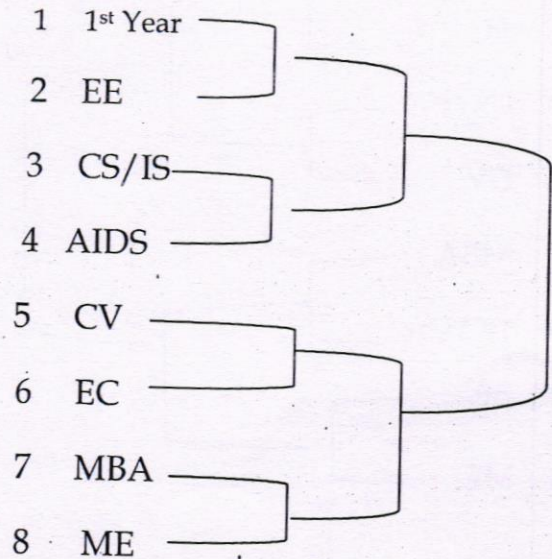 1 1st Year
2 EE
3 CS/IS
4 AIDS
5 CV
6 EC
7 MBA
8 ME